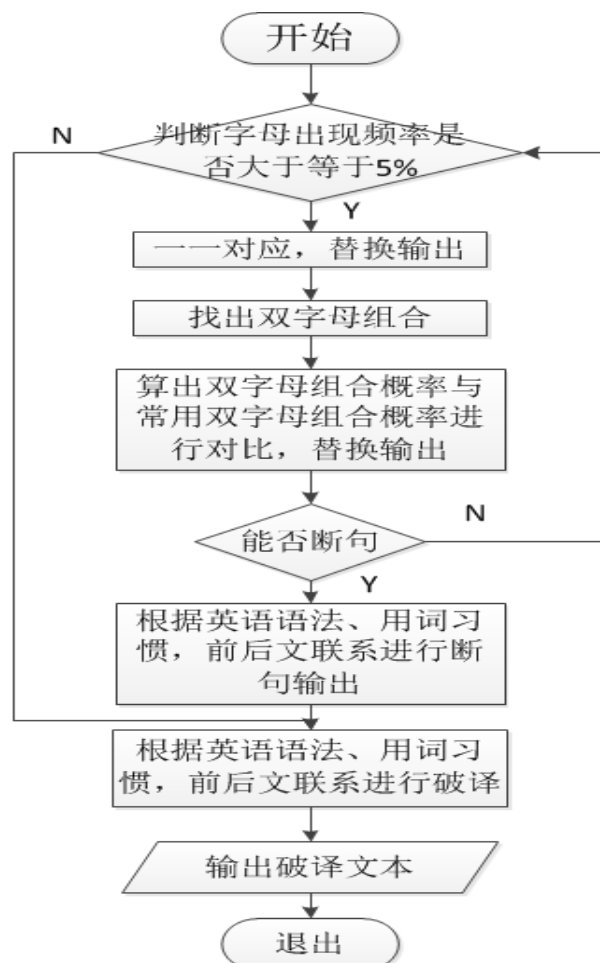 开始
N
判断字母出现频率是
否大于等于5%
Y
一一对应，替换输出
找出双字母组合
算出双字母组合概率与
常用双字母组合概率进
行对比，替换输出
N
能否断句
Y
根据英语语法、用词习
惯，前后文联系进行断
句输出
根据英语语法、用词习
惯，前后文联系进行破译
输出破译文本
退出